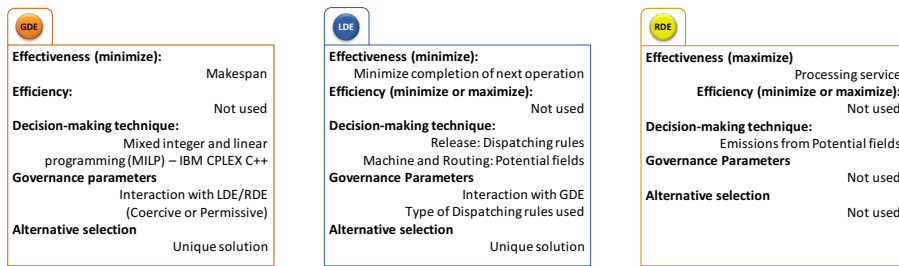 GDE
Effectiveness (minimize):
Makespan
Efficiency:
Not used
Decision-making technique:
Mixed integer and linear
programming (MILP) – IBM CPLEX C++
Governance parameters
Interaction with LDE/RDE
(Coercive or Permissive)
Alternative selection
Unique solution
LDE
Effectiveness (minimize):
Minimize completion of next operation
Efficiency (minimize or maximize):
Not used
Decision-making technique:
Release: Dispatching rules
Machine and Routing: Potential fields
Governance Parameters
Interaction with GDE
Type of Dispatching rules used
Alternative selection
Unique solution
RDE
Effectiveness (maximize)
Processing service
Efficiency (minimize or maximize):
Not used
Decision-making technique:
Emissions from Potential fields
Governance Parameters
Not used
Alternative selection
Not used